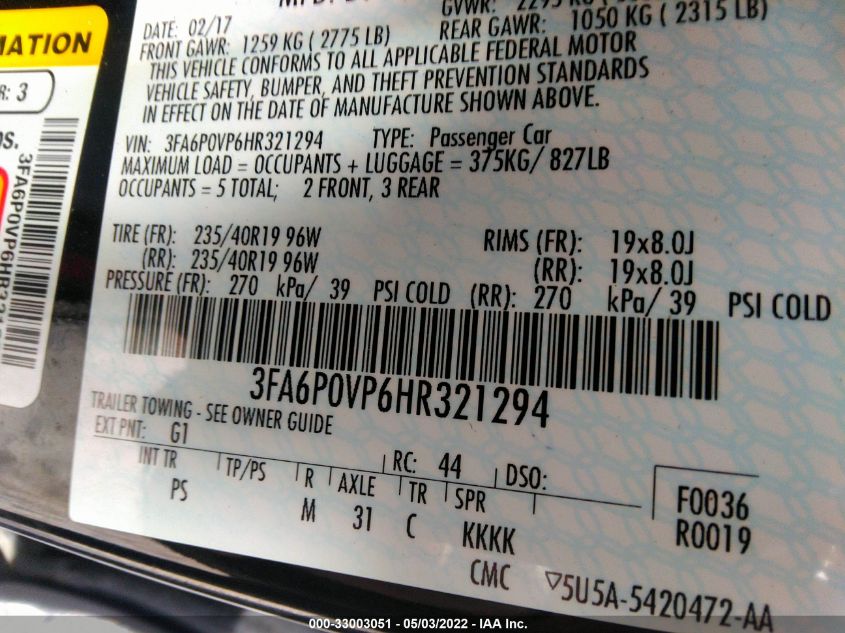 MATION
R: 3
3FA6P0VP6HR321
DATE: 02/17
FRONT GAWR: 1259 KG ( 2775 LB)
REAR GAWR: 1050 KG ( 2315 LB)
THIS VEHICLE CONFORMS TO ALL APPLICABLE FEDERAL MOTOR
VEHICLE SAFETY, BUMPER, AND THEFT PREVENTION STANDARDS
IN EFFECT ON THE DATE OF MANUFACTURE SHOWN ABOVE.
VIN: 3FA6P0VP6HR321294 TYPE: Passenger Car
MAXIMUM LOAD = OCCUPANTS + LUGGAGE = 375KG/ 827LB
OCCUPANTS = 5 TOTAL; 2 FRONT, 3 REAR
TIRE (FR): 235/40R19 96W RIMS (FR): 19x8.0J
(RR): 235/40R19 96W (RR): 19x8.0J
PRESSURE (FR): 270 kPa/ 39 PSI COLD (RR): 270 kPa/ 39 PSI COLD
3FA6P0VP6HR321294
TRAILER TOWING - SEE OWNER GUIDE
EXT PNT: G1
RC: 44 DSO:
INT TR TP/PS R AXLE TR SPR
PS M 31 C KKKK
F0036
R0019
CMC ▽5U5A-5420472-AA
000-33003051 - 05/03/2022 - IAA Inc.